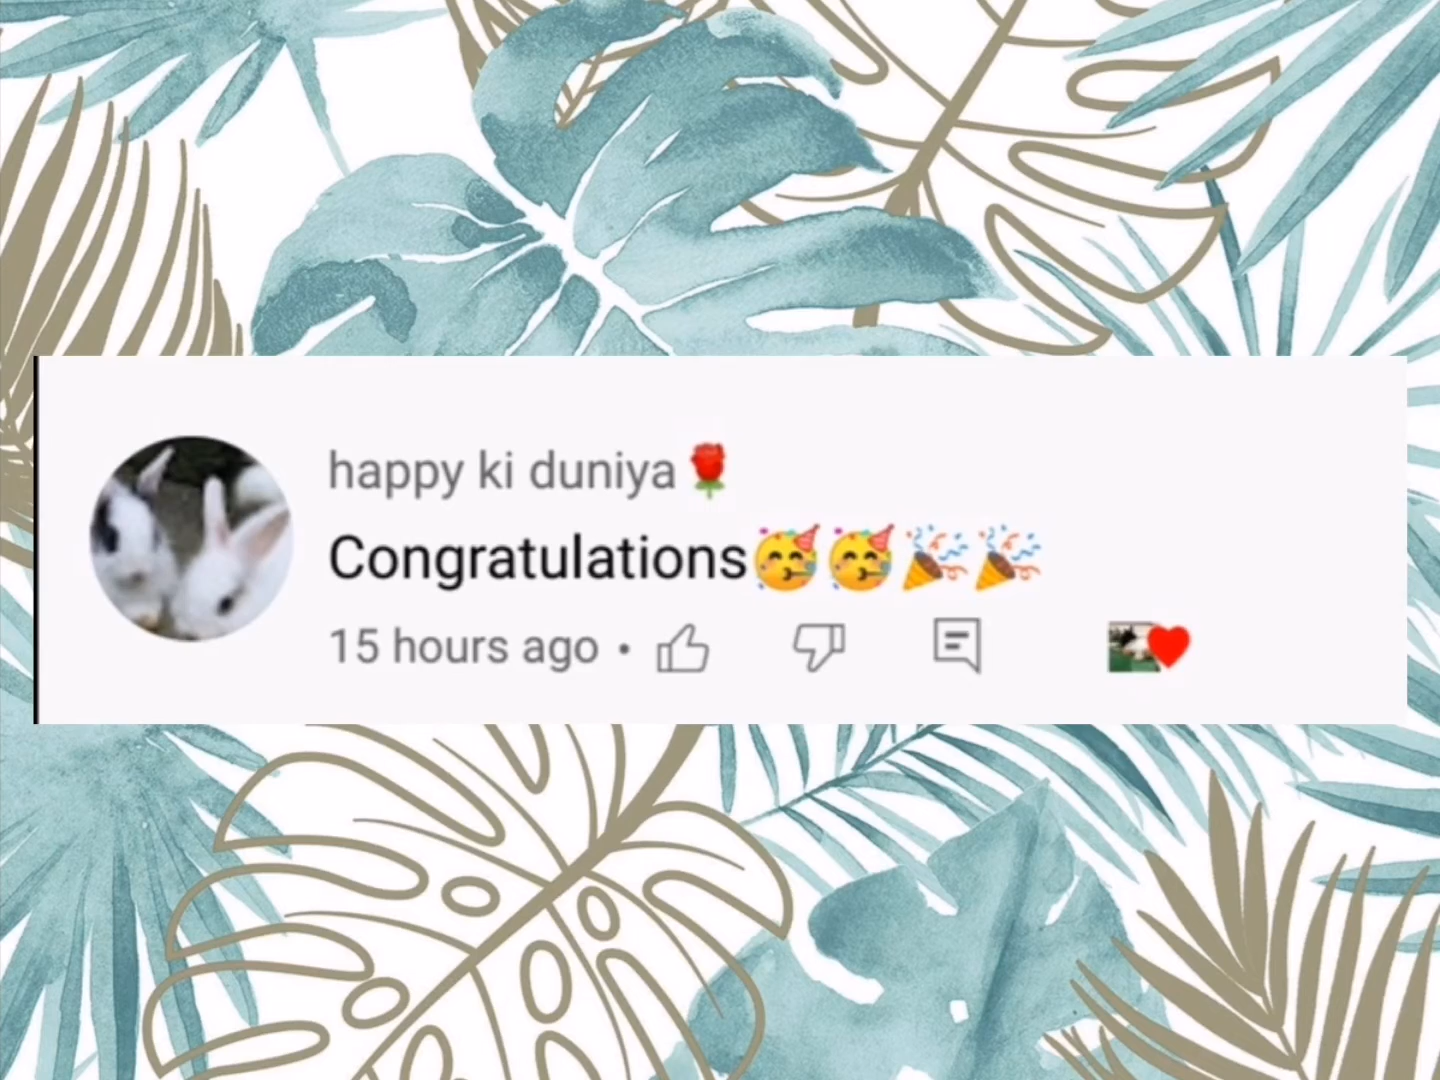 happy ki duniya🌹
Congratulations🥳🥳🎉🎉
15 hours ago •